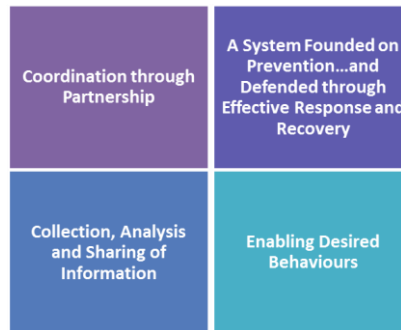 Coordination through
Partnership
A System Founded on
Prevention...and
Defended through
Effective Response and
Recovery
Collection, Analysis
and Sharing of
Information
Enabling Desired
Behaviours